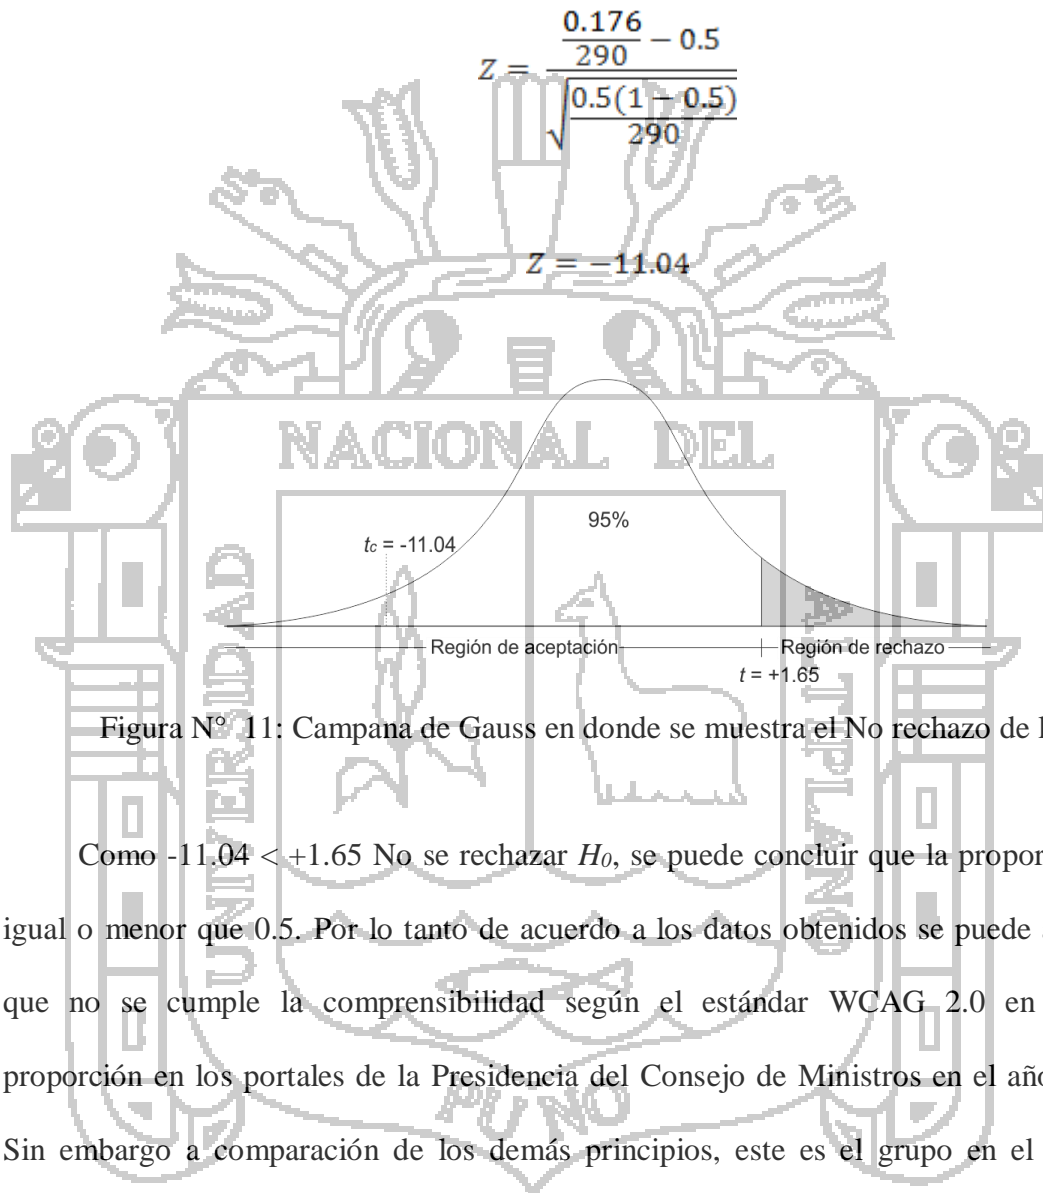 Z = (0.176/290 − 0.5) / √(0.5(1 − 0.5)/290)
Z = −11.04
NACIONAL DEL
95%
tc = -11.04
UNIVERSIDAD
ALTIPLANO
Región de aceptación
Región de rechazo
t = +1.65
Figura N° 11: Campana de Gauss en donde se muestra el No rechazo de
Como -11.04 < +1.65 No se rechazar H0, se puede concluir que la propor
igual o menor que 0.5. Por lo tanto de acuerdo a los datos obtenidos se puede
que no se cumple la comprensibilidad según el estándar WCAG 2.0 en
proporción en los portales de la Presidencia del Consejo de Ministros en el año
Sin embargo a comparación de los demás principios, este es el grupo en el
PUNO